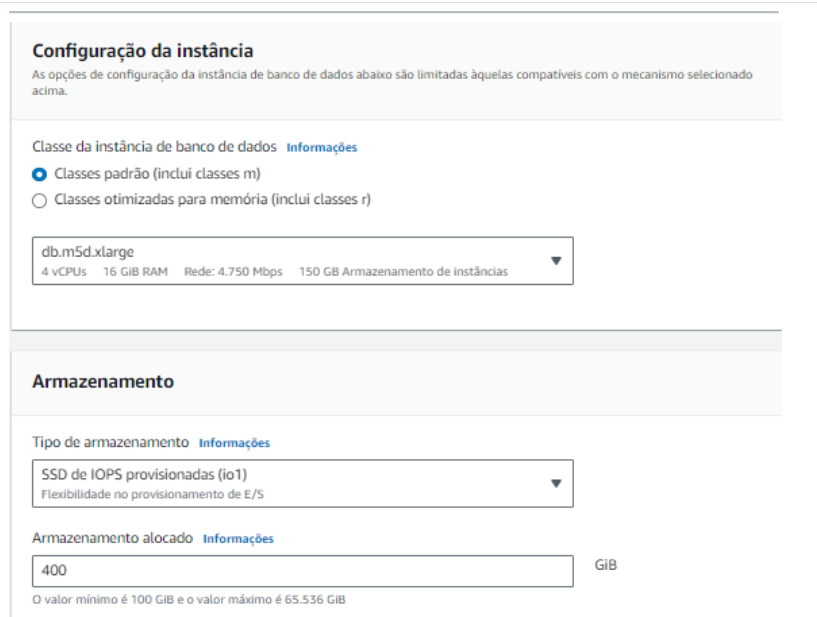 Configuração da instância
As opções de configuração da instância de banco de dados abaixo são limitadas àquelas compatíveis com o mecanismo selecionado
acima.
Classe da instância de banco de dados Informações
Classes padrão (inclui classes m)
Classes otimizadas para memória (inclui classes r)
db.m5d.xlarge
4 vCPUs 16 GiB RAM Rede: 4.750 Mbps 150 GB Armazenamento de instâncias
Armazenamento
Tipo de armazenamento Informações
SSD de IOPS provisionadas (io1)
Flexibilidade no provisionamento de E/S
Armazenamento alocado Informações
400 GiB
O valor mínimo é 100 GiB e o valor máximo é 65.536 GiB